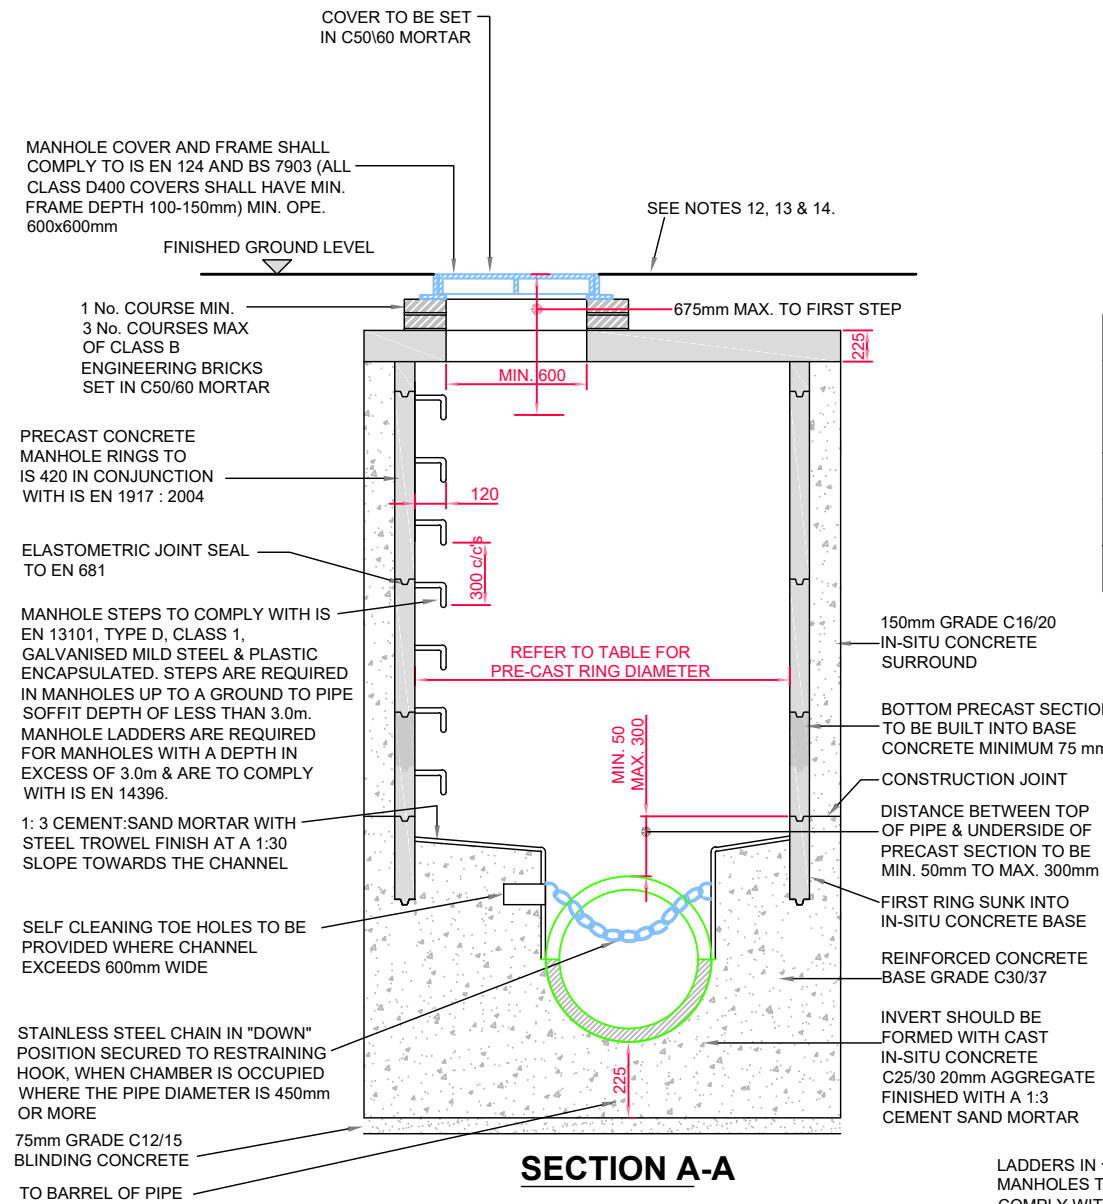 COVER TO BE SET
IN C50\60 MORTAR
MANHOLE COVER AND FRAME SHALL
COMPLY TO IS EN 124 AND BS 7903 (ALL
CLASS D400 COVERS SHALL HAVE MIN.
FRAME DEPTH 100-150mm) MIN. OPE.
600x600mm
SEE NOTES 12, 13 & 14.
FINISHED GROUND LEVEL
1 No. COURSE MIN.
3 No. COURSES MAX
OF CLASS B
ENGINEERING BRICKS
SET IN C50/60 MORTAR
675mm MAX. TO FIRST STEP
225
MIN. 600
PRECAST CONCRETE
MANHOLE RINGS TO
IS 420 IN CONJUNCTION
WITH IS EN 1917 : 2004
120
ELASTOMETRIC JOINT SEAL
TO EN 681
300 c/c's
MANHOLE STEPS TO COMPLY WITH IS
EN 13101, TYPE D, CLASS 1,
GALVANISED MILD STEEL & PLASTIC
ENCAPSULATED. STEPS ARE REQUIRED
IN MANHOLES UP TO A GROUND TO PIPE
SOFFIT DEPTH OF LESS THAN 3.0m.
MANHOLE LADDERS ARE REQUIRED
FOR MANHOLES WITH A DEPTH IN
EXCESS OF 3.0m & ARE TO COMPLY
WITH IS EN 14396.
REFER TO TABLE FOR
PRE-CAST RING DIAMETER
150mm GRADE C16/20
IN-SITU CONCRETE
SURROUND
BOTTOM PRECAST SECTION
TO BE BUILT INTO BASE
CONCRETE MINIMUM 75 mm
MIN. 50
MAX. 300
CONSTRUCTION JOINT
1: 3 CEMENT:SAND MORTAR WITH
STEEL TROWEL FINISH AT A 1:30
SLOPE TOWARDS THE CHANNEL
DISTANCE BETWEEN TOP
OF PIPE & UNDERSIDE OF
PRECAST SECTION TO BE
MIN. 50mm TO MAX. 300mm
FIRST RING SUNK INTO
IN-SITU CONCRETE BASE
SELF CLEANING TOE HOLES TO BE
PROVIDED WHERE CHANNEL
EXCEEDS 600mm WIDE
REINFORCED CONCRETE
BASE GRADE C30/37
STAINLESS STEEL CHAIN IN "DOWN"
POSITION SECURED TO RESTRAINING
HOOK, WHEN CHAMBER IS OCCUPIED
WHERE THE PIPE DIAMETER IS 450mm
OR MORE
INVERT SHOULD BE
FORMED WITH CAST
IN-SITU CONCRETE
C25/30 20mm AGGREGATE
FINISHED WITH A 1:3
CEMENT SAND MORTAR
225
75mm GRADE C12/15
BLINDING CONCRETE
TO BARREL OF PIPE
SECTION A-A
LADDERS IN
MANHOLES T
COMPLY WIT